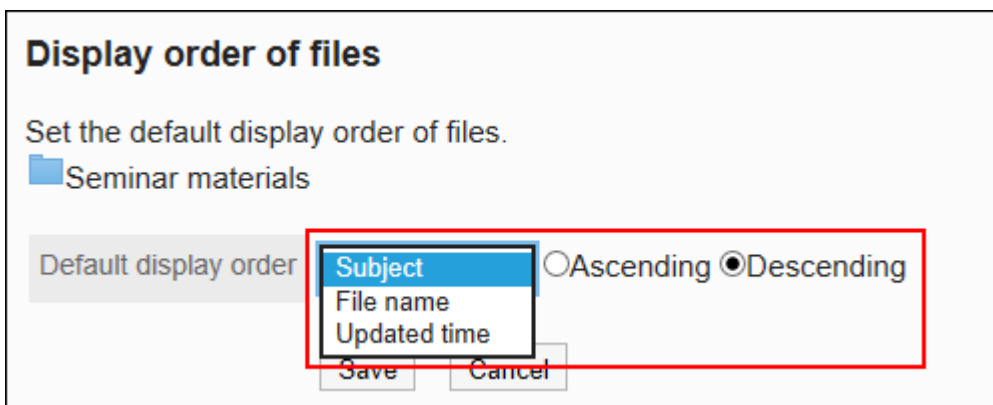 Display order of files
Set the default display order of files.
Seminar materials
Default display order Subject Ascending Descending
File name
Updated time
Save Cancel